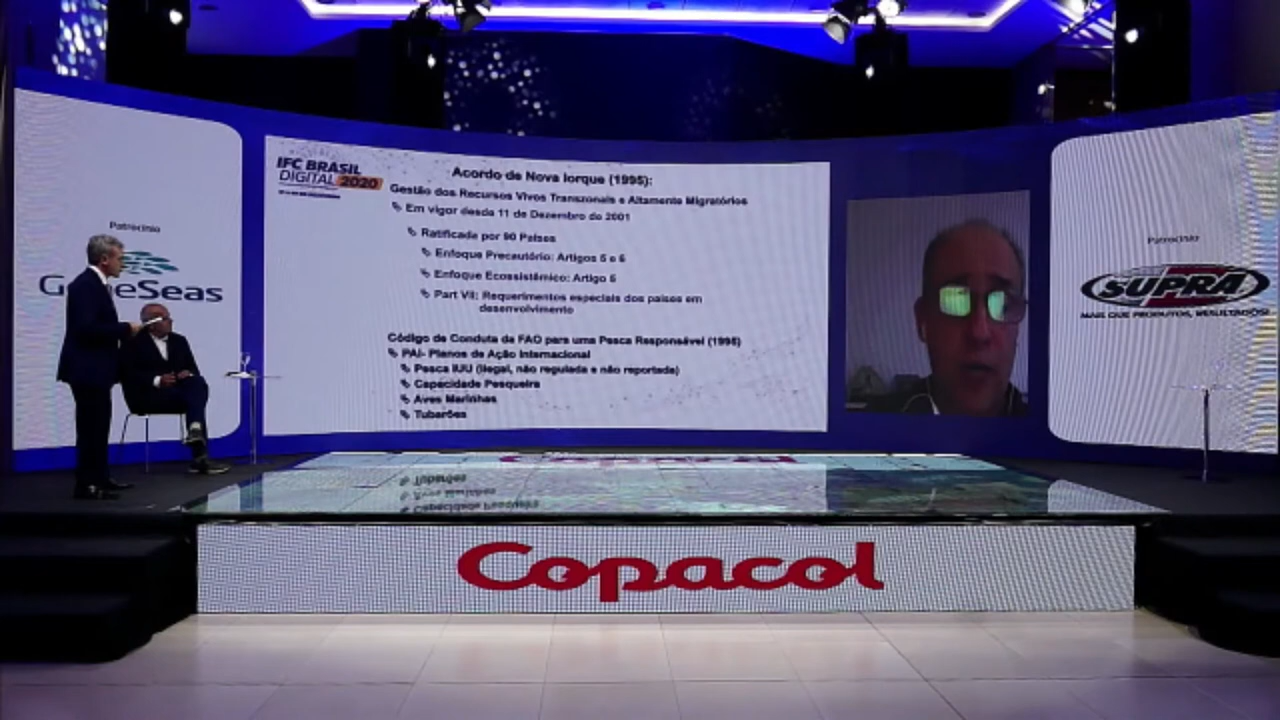 Patrocínio
SUPRA
MAIS QUE PRODUTOS, RESULTADOS!
IFC BRASIL
DIGITAL 2020
Acordo de Nova Iorque (1995):
Gestão dos Recursos Vivos Transzonais e Altamente Migratórios
Em vigor desda 11 de Dezembro de 2001
Ratificada por 90 Países
Enfoque Precautório: Artigos 5 e 6
Enfoque Ecossistêmico: Artigo 5
Part VII: Requerimentos especiais dos países em
desenvolvimento
Código de Conduta da FAO para uma Pesca Responsável (1995)
PAI- Planos de Ação Internacional
Pesca IUU (ilegal, não regulada e não reportada)
Capacidade Pesqueira
Aves Marinhas
Tubarões
Patrocínio
Seas
Copacol